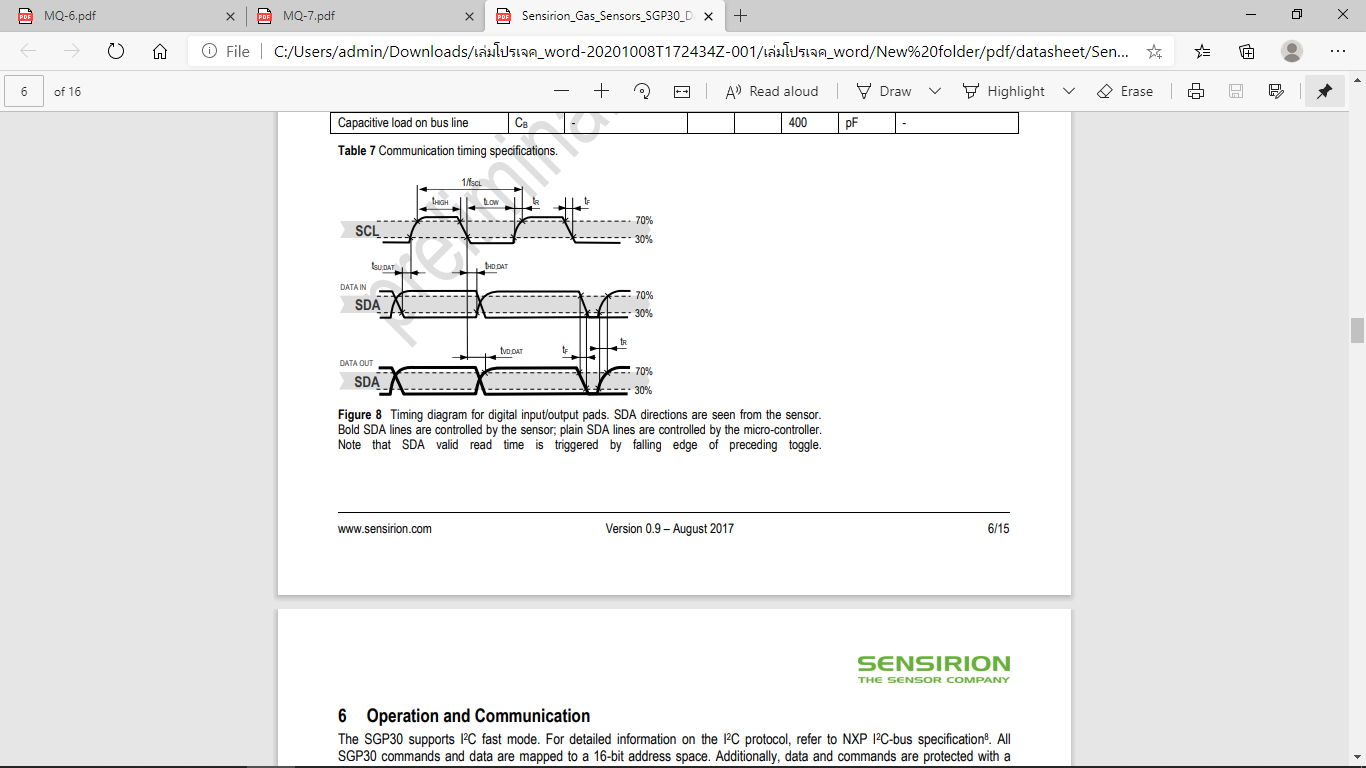 MQ-6.pdf
MQ-7.pdf
Sensirion_Gas_Sensors_SGP30_D
File
C:/Users/admin/Downloads/เล่มโปรเจค_word-20201008T172434Z-001/เล่มโปรเจค_word/New%20folder/pdf/datasheet/Sen...
6 of 16
Read aloud
Draw
Highlight
Erase
Capacitive load on bus line CB - 400 pF -
Table 7 Communication timing specifications.
preliminar
1/fSCL
tHIGH tLOW tR tF
70%
SCL
30%
tSU;DAT tHD;DAT
DATA IN
70%
SDA
30%
tR
tVD;DAT tF
DATA OUT
70%
SDA
30%
Figure 8 Timing diagram for digital input/output pads. SDA directions are seen from the sensor.
Bold SDA lines are controlled by the sensor; plain SDA lines are controlled by the micro-controller.
Note that SDA valid read time is triggered by falling edge of preceding toggle.
www.sensirion.com Version 0.9 – August 2017 6/15
SENSIRION
THE SENSOR COMPANY
6 Operation and Communication
The SGP30 supports I²C fast mode. For detailed information on the I²C protocol, refer to NXP I²C-bus specification⁸. All
SGP30 commands and data are mapped to a 16-bit address space. Additionally, data and commands are protected with a